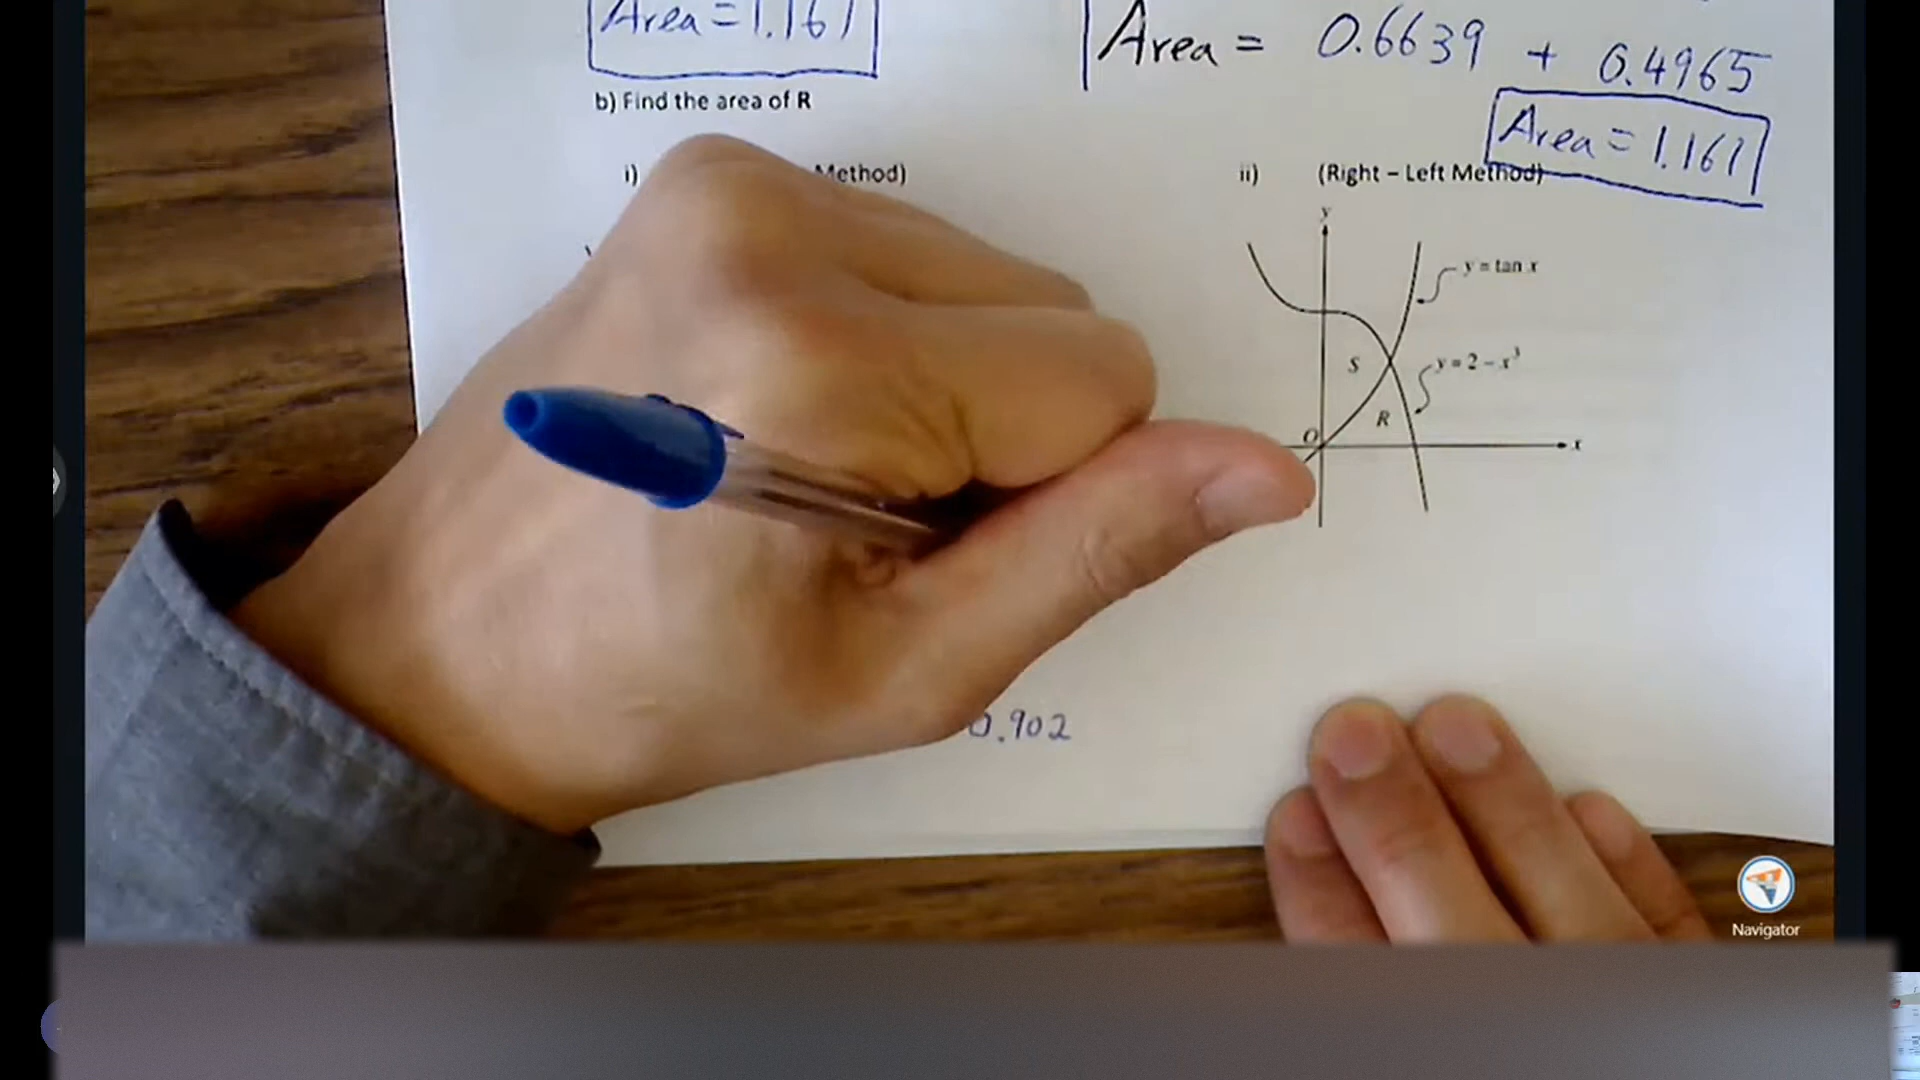 Area = 1.161
Area = 0.6639 + 0.4965
Area = 1.161
b) Find the area of R
i) Method)
ii) (Right – Left Method)
y
y = tan x
S
y = 2 – x³
R
O
x
0.902
Navigator